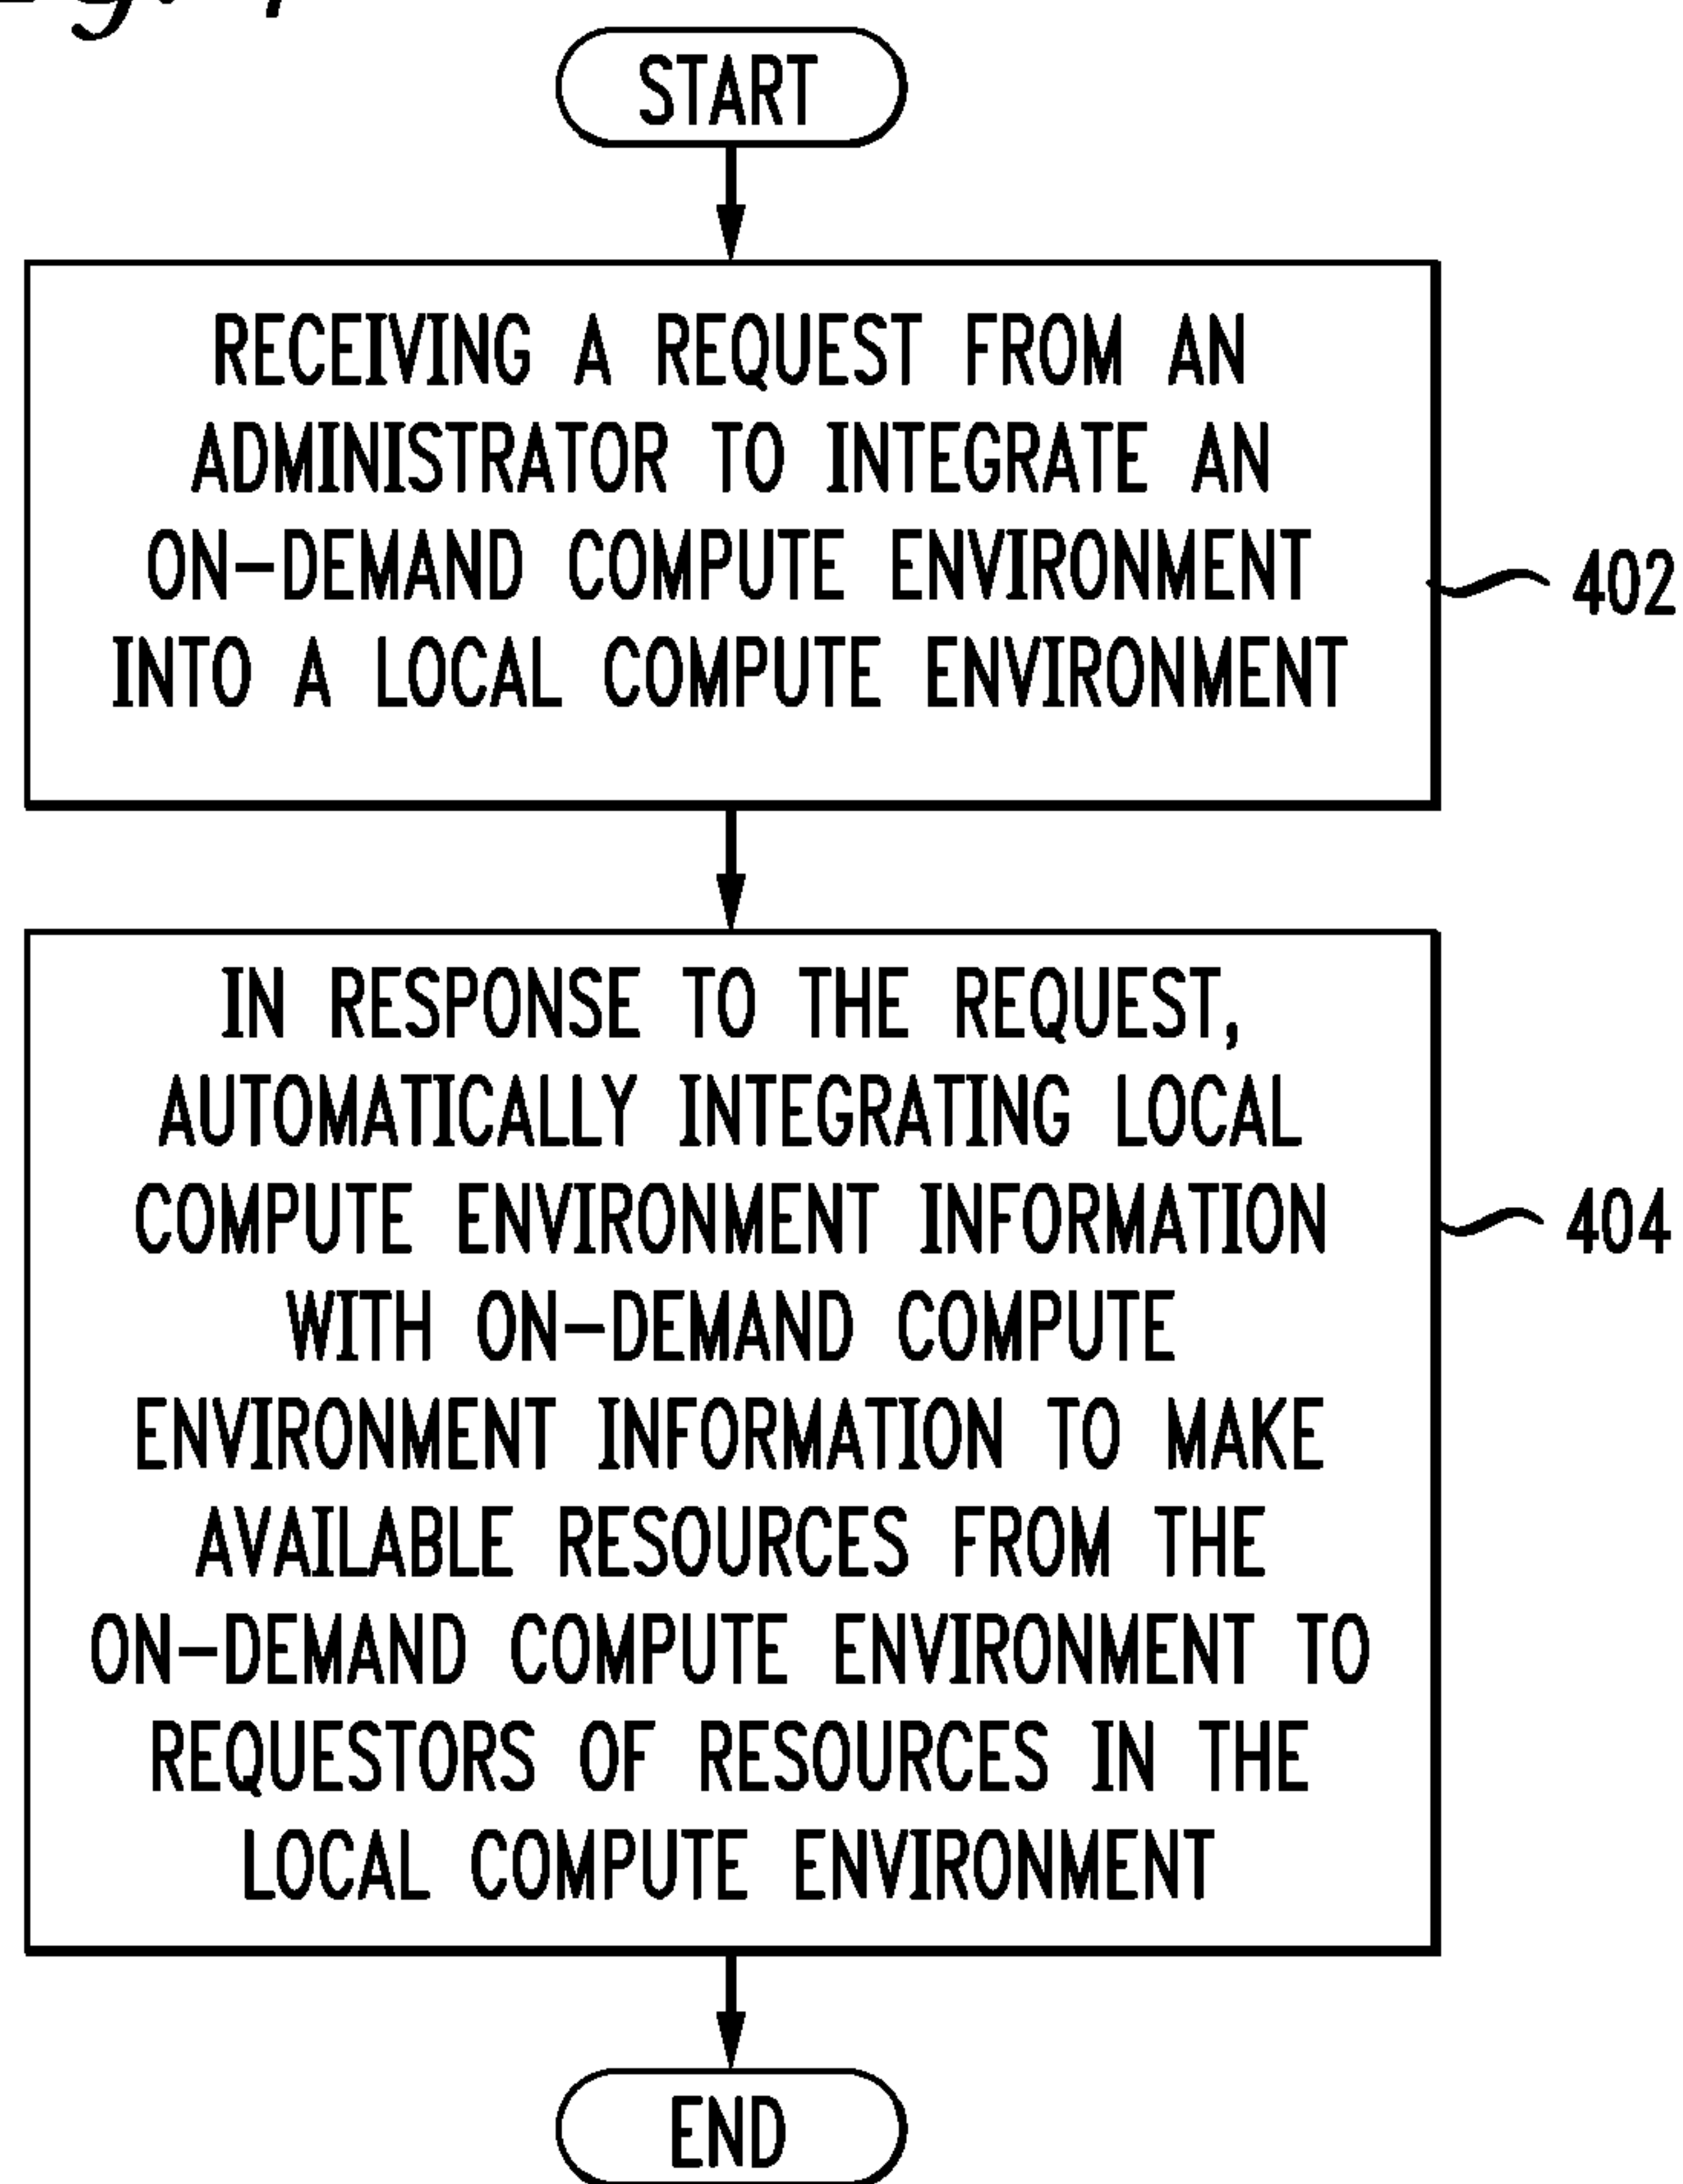 START
RECEIVING A REQUEST FROM AN
ADMINISTRATOR TO INTEGRATE AN
ON-DEMAND COMPUTE ENVIRONMENT
INTO A LOCAL COMPUTE ENVIRONMENT
402
IN RESPONSE TO THE REQUEST,
AUTOMATICALLY INTEGRATING LOCAL
COMPUTE ENVIRONMENT INFORMATION
WITH ON-DEMAND COMPUTE
ENVIRONMENT INFORMATION TO MAKE
AVAILABLE RESOURCES FROM THE
ON-DEMAND COMPUTE ENVIRONMENT TO
REQUESTORS OF RESOURCES IN THE
LOCAL COMPUTE ENVIRONMENT
404
END